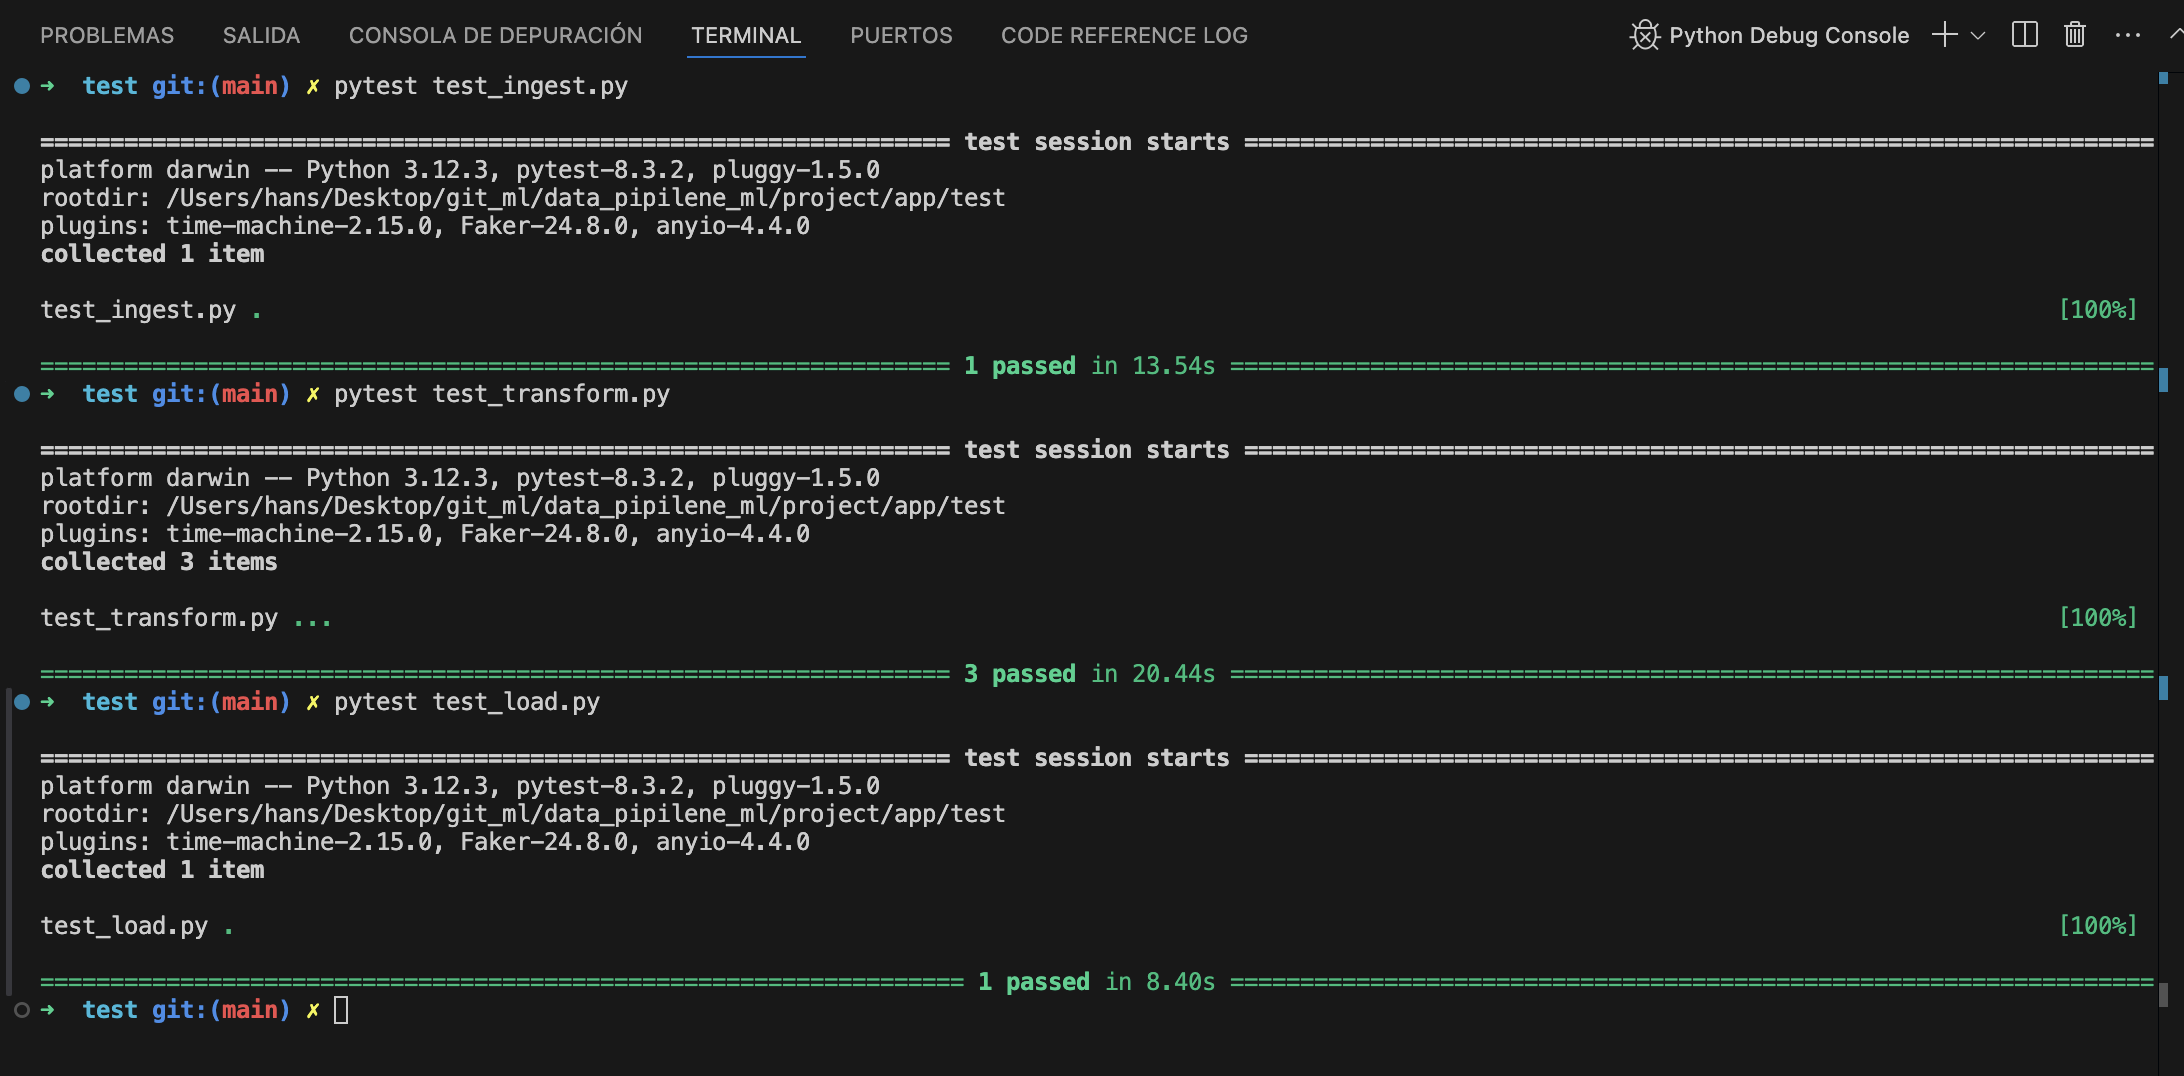 PROBLEMAS SALIDA CONSOLA DE DEPURACIÓN TERMINAL PUERTOS CODE REFERENCE LOG Python Debug Console
➜ test git:(main) ✗ pytest test_ingest.py
================================================================= test session starts =================================================================
platform darwin -- Python 3.12.3, pytest-8.3.2, pluggy-1.5.0
rootdir: /Users/hans/Desktop/git_ml/data_pipilene_ml/project/app/test
plugins: time-machine-2.15.0, Faker-24.8.0, anyio-4.4.0
collected 1 item
test_ingest.py . [100%]
================================================================= 1 passed in 13.54s ==================================================================
➜ test git:(main) ✗ pytest test_transform.py
================================================================= test session starts =================================================================
platform darwin -- Python 3.12.3, pytest-8.3.2, pluggy-1.5.0
rootdir: /Users/hans/Desktop/git_ml/data_pipilene_ml/project/app/test
plugins: time-machine-2.15.0, Faker-24.8.0, anyio-4.4.0
collected 3 items
test_transform.py ... [100%]
================================================================= 3 passed in 20.44s ==================================================================
➜ test git:(main) ✗ pytest test_load.py
================================================================= test session starts =================================================================
platform darwin -- Python 3.12.3, pytest-8.3.2, pluggy-1.5.0
rootdir: /Users/hans/Desktop/git_ml/data_pipilene_ml/project/app/test
plugins: time-machine-2.15.0, Faker-24.8.0, anyio-4.4.0
collected 1 item
test_load.py . [100%]
================================================================== 1 passed in 8.40s ==================================================================
➜ test git:(main) ✗